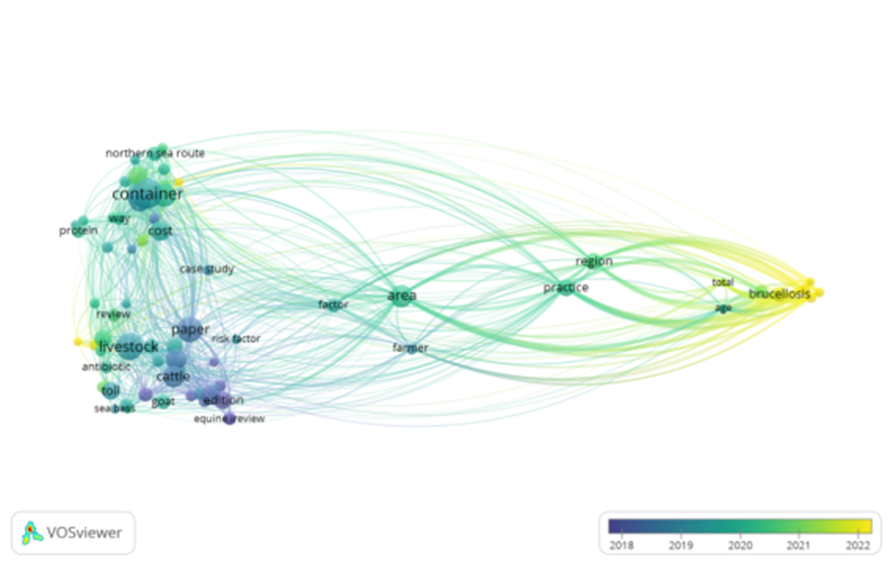 northern sea route
container
way
protein
cost
case study
region
total
practice
brucellosis
area
factor
age
review
paper
risk factor
livestock
farmer
antibiotic
cattle
toll
sea bass
goat
edition
equine review
VOSviewer
2018 2019 2020 2021 2022